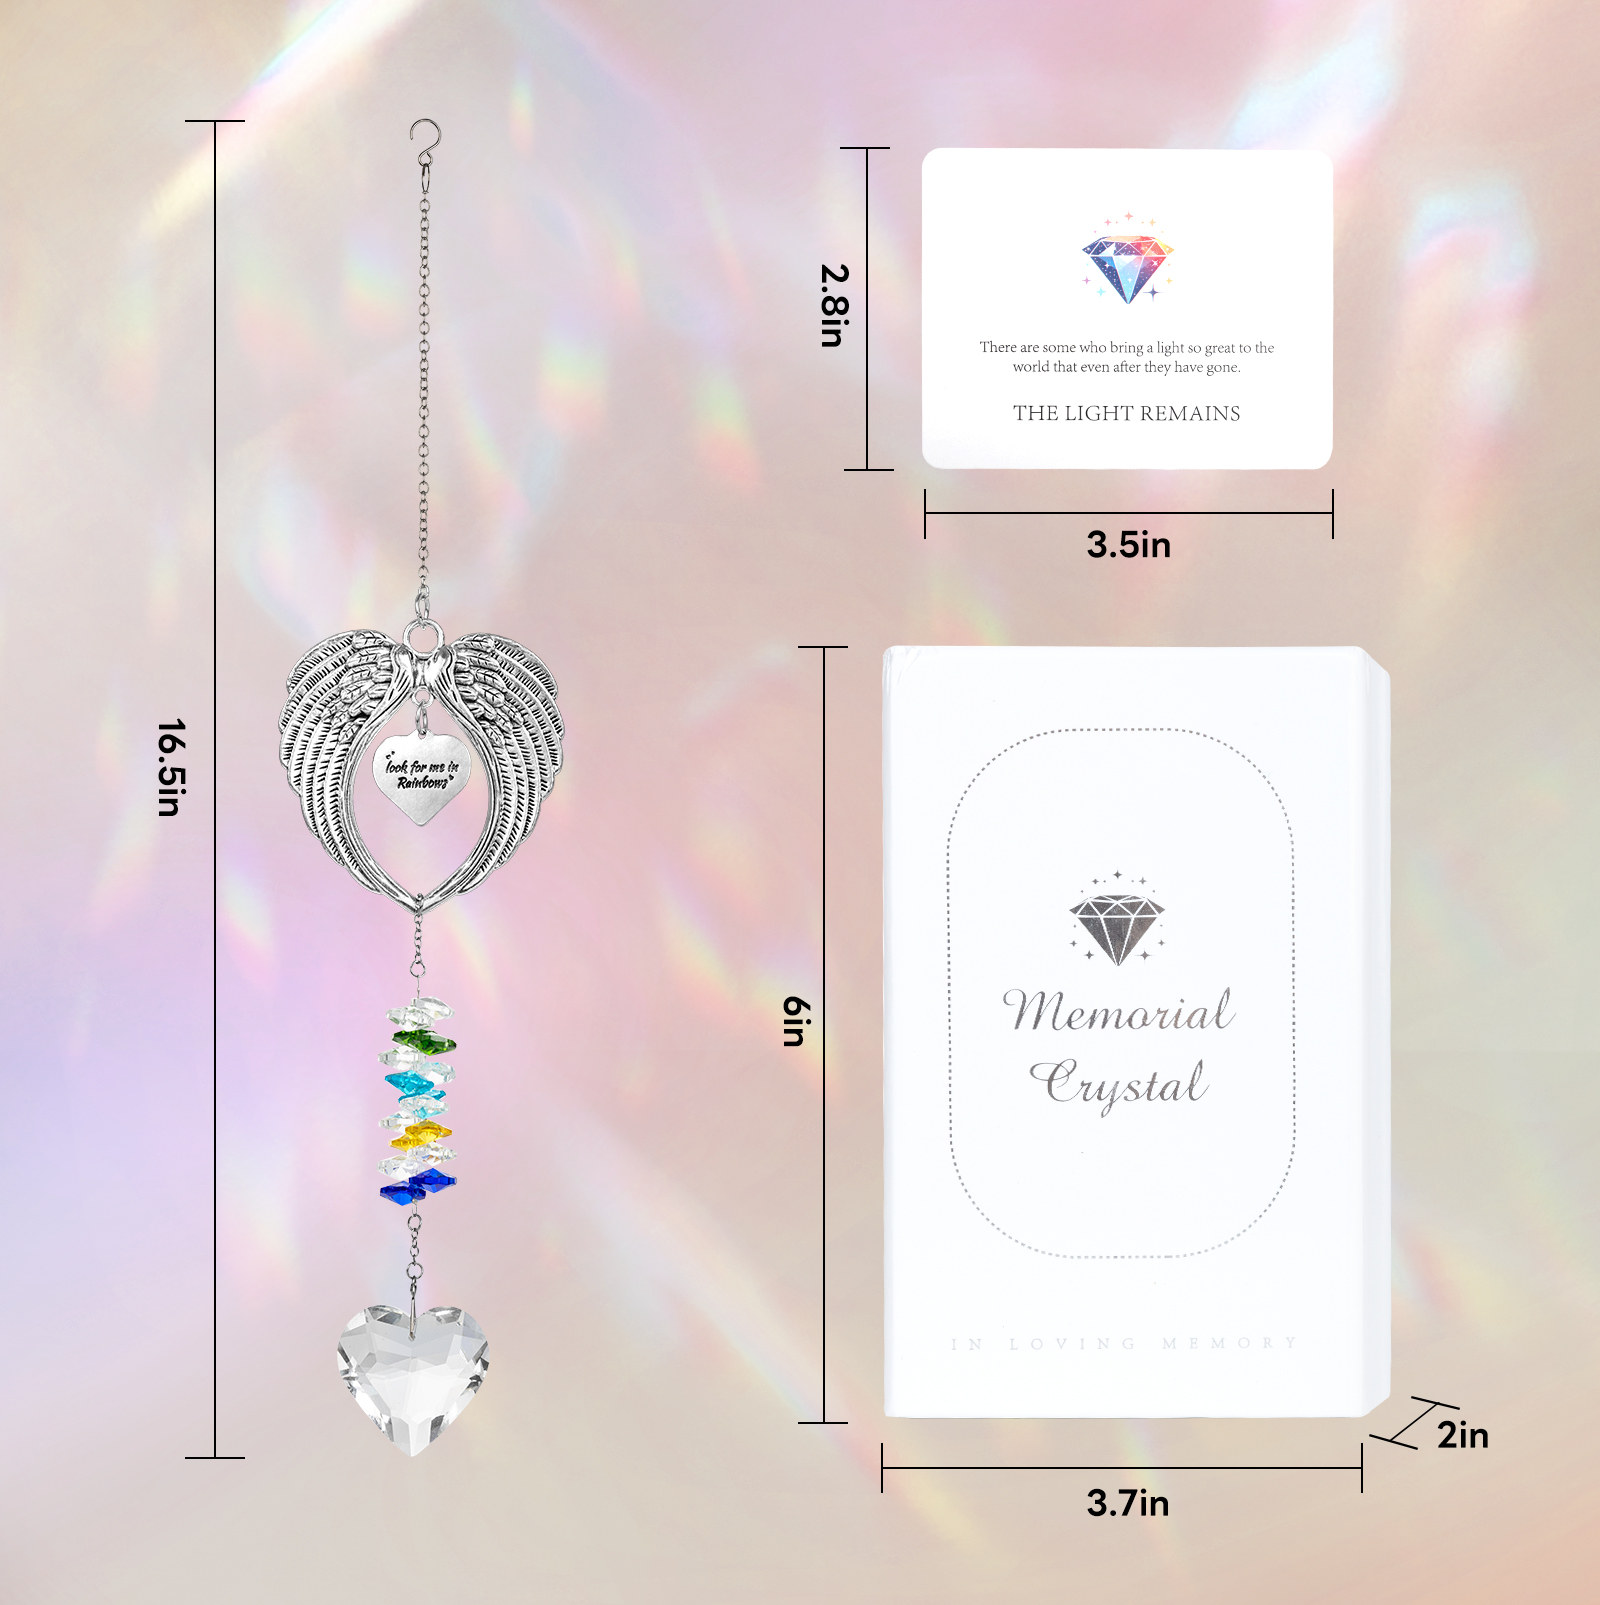 16.5in
look for me in
Rainbows
2.8in
There are some who bring a light so great to the
world that even after they have gone.
THE LIGHT REMAINS
3.5in
6in
Memorial
Crystal
IN LOVING MEMORY
2in
3.7in